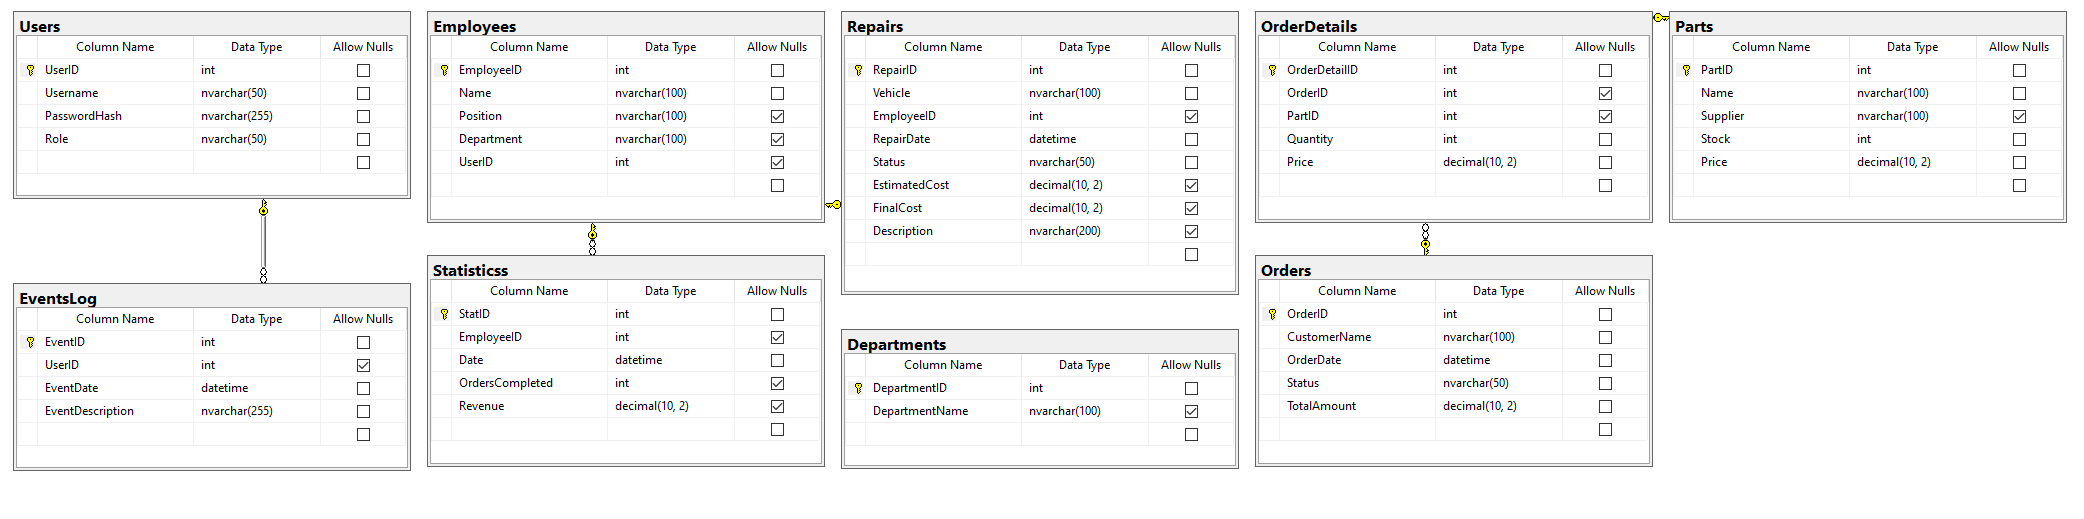 Users
Column Name Data Type Allow Nulls
UserID int
Username nvarchar(50)
PasswordHash nvarchar(255)
Role nvarchar(50)
EventsLog
Column Name Data Type Allow Nulls
EventID int
UserID int
EventDate datetime
EventDescription nvarchar(255)
Employees
Column Name Data Type Allow Nulls
EmployeeID int
Name nvarchar(100)
Position nvarchar(100)
Department nvarchar(100)
UserID int
Statisticss
Column Name Data Type Allow Nulls
StatID int
EmployeeID int
Date datetime
OrdersCompleted int
Revenue decimal(10, 2)
Repairs
Column Name Data Type Allow Nulls
RepairID int
Vehicle nvarchar(100)
EmployeeID int
RepairDate datetime
Status nvarchar(50)
EstimatedCost decimal(10, 2)
FinalCost decimal(10, 2)
Description nvarchar(200)
Departments
Column Name Data Type Allow Nulls
DepartmentID int
DepartmentName nvarchar(100)
OrderDetails
Column Name Data Type Allow Nulls
OrderDetailID int
OrderID int
PartID int
Quantity int
Price decimal(10, 2)
Orders
Column Name Data Type Allow Nulls
OrderID int
CustomerName nvarchar(100)
OrderDate datetime
Status nvarchar(50)
TotalAmount decimal(10, 2)
Parts
Column Name Data Type Allow Nulls
PartID int
Name nvarchar(100)
Supplier nvarchar(100)
Stock int
Price decimal(10, 2)